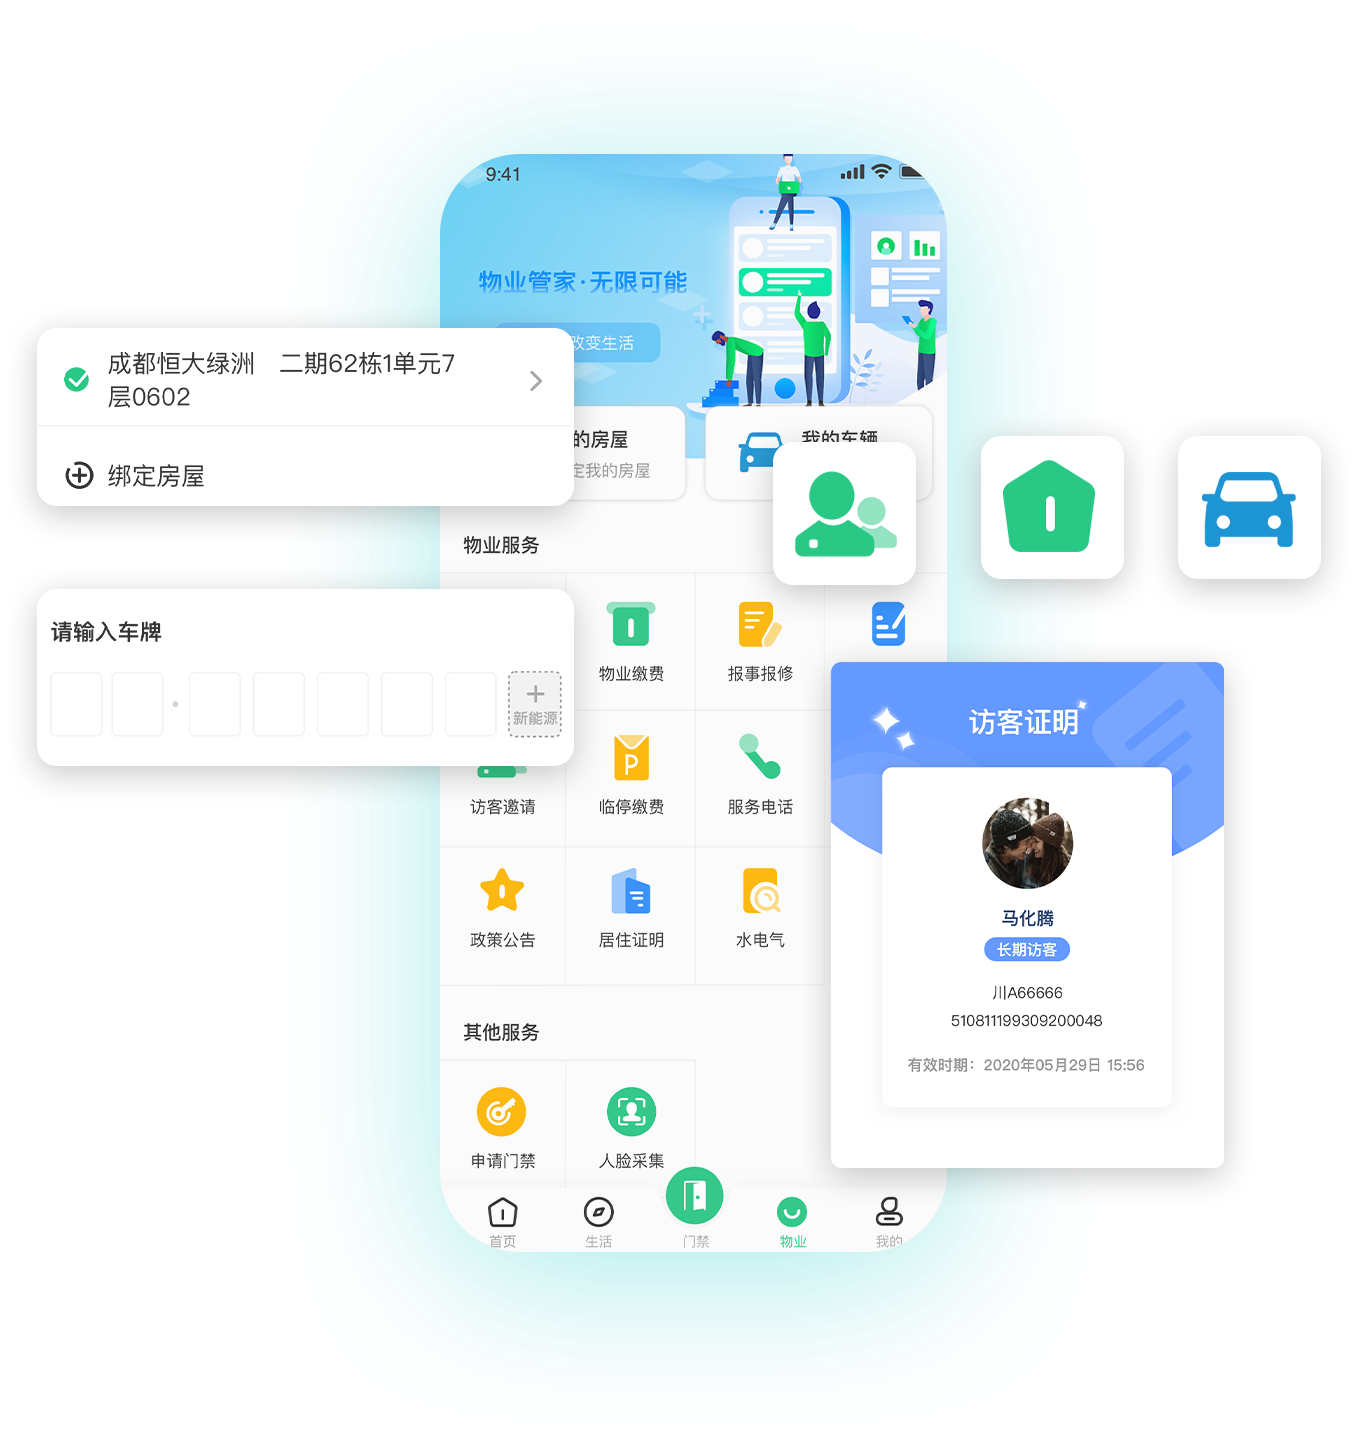 9:41
物业管家·无限可能
改变生活
成都恒大绿洲 二期62栋1单元7
层0602
绑定房屋
的房屋
定我的房屋
我的车辆
物业服务
请输入车牌
新能源
物业缴费
报事报修
访客邀请
临停缴费
服务电话
政策公告
居住证明
水电气
其他服务
申请门禁
人脸采集
首页
生活
门禁
物业
我的
访客证明
马化腾
长期访客
川A66666
510811199309200048
有效时期：2020年05月29日 15:56